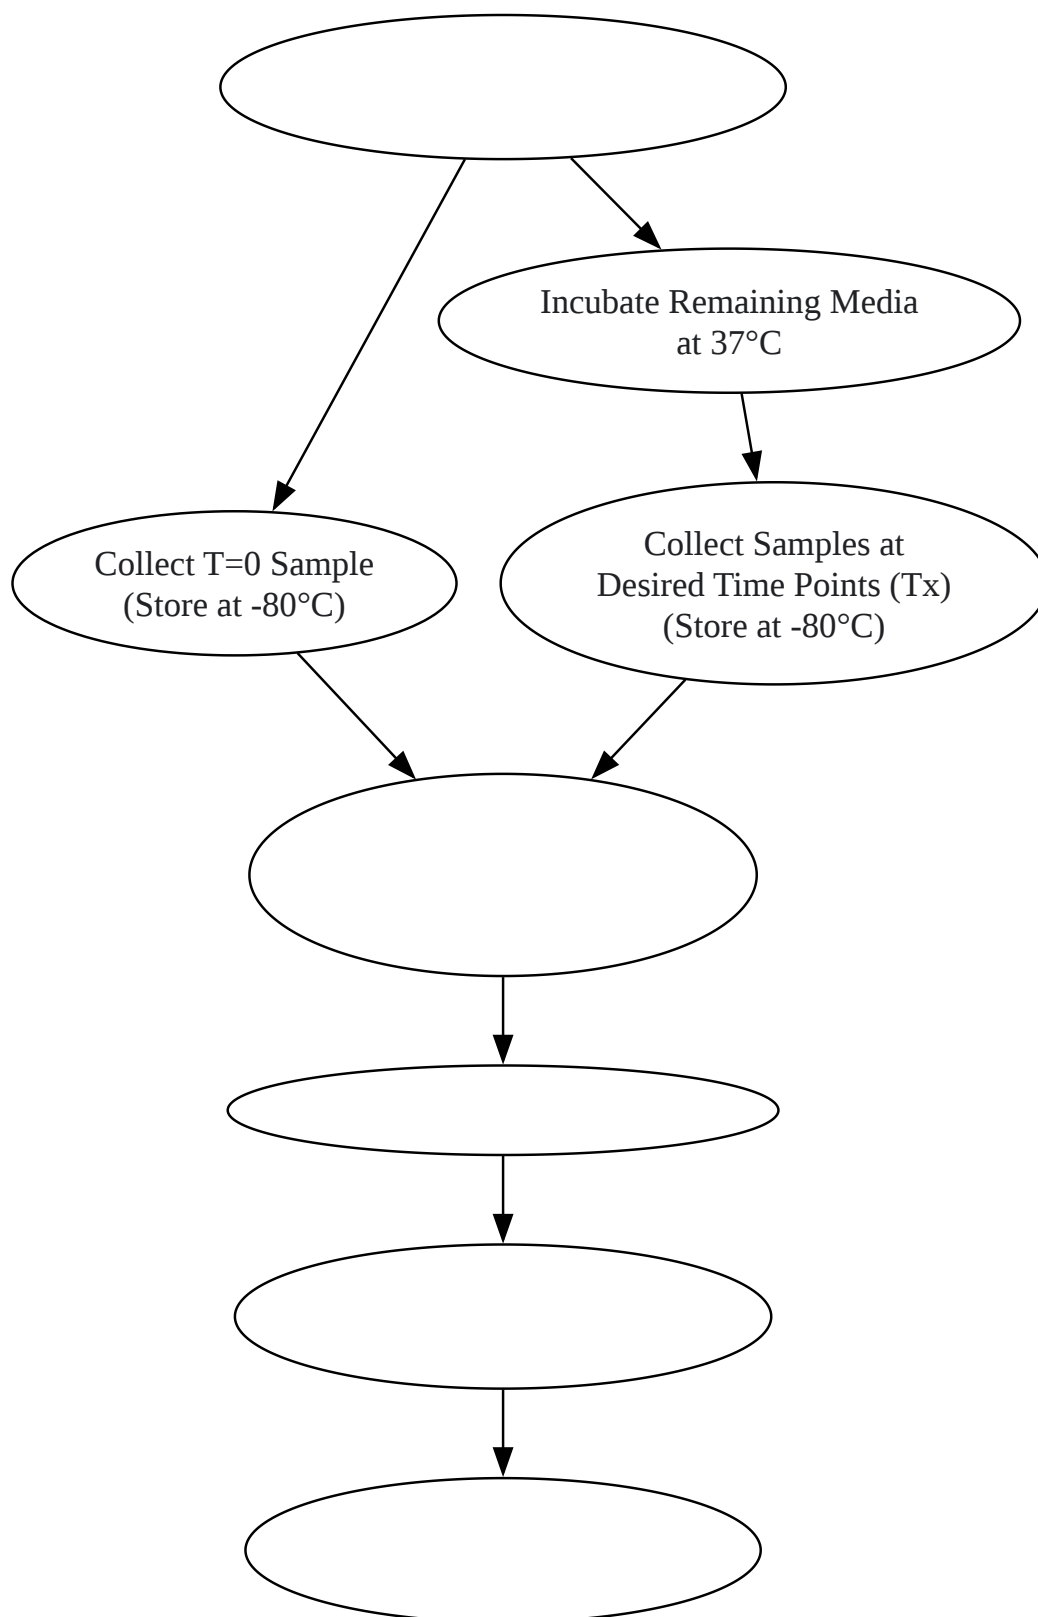 Incubate Remaining Media
at 37°C
Collect T=0 Sample
(Store at -80°C)
Collect Samples at
Desired Time Points (Tx)
(Store at -80°C)